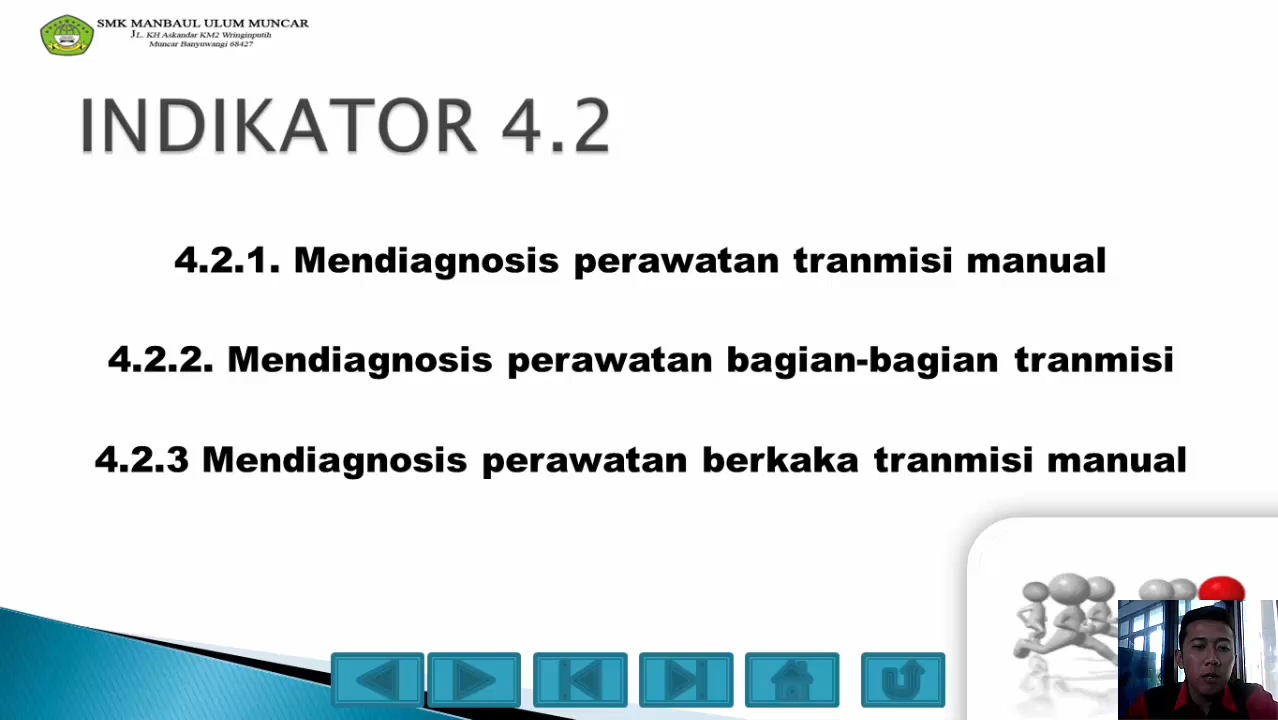 SMK MANBAUL ULUM MUNCAR
JL. KH Askandar KM2 Wringinputih
Muncar Banyuwangi 68427
INDIKATOR 4.2
4.2.1. Mendiagnosis perawatan tranmisi manual
4.2.2. Mendiagnosis perawatan bagian-bagian tranmisi
4.2.3 Mendiagnosis perawatan berkaka tranmisi manual